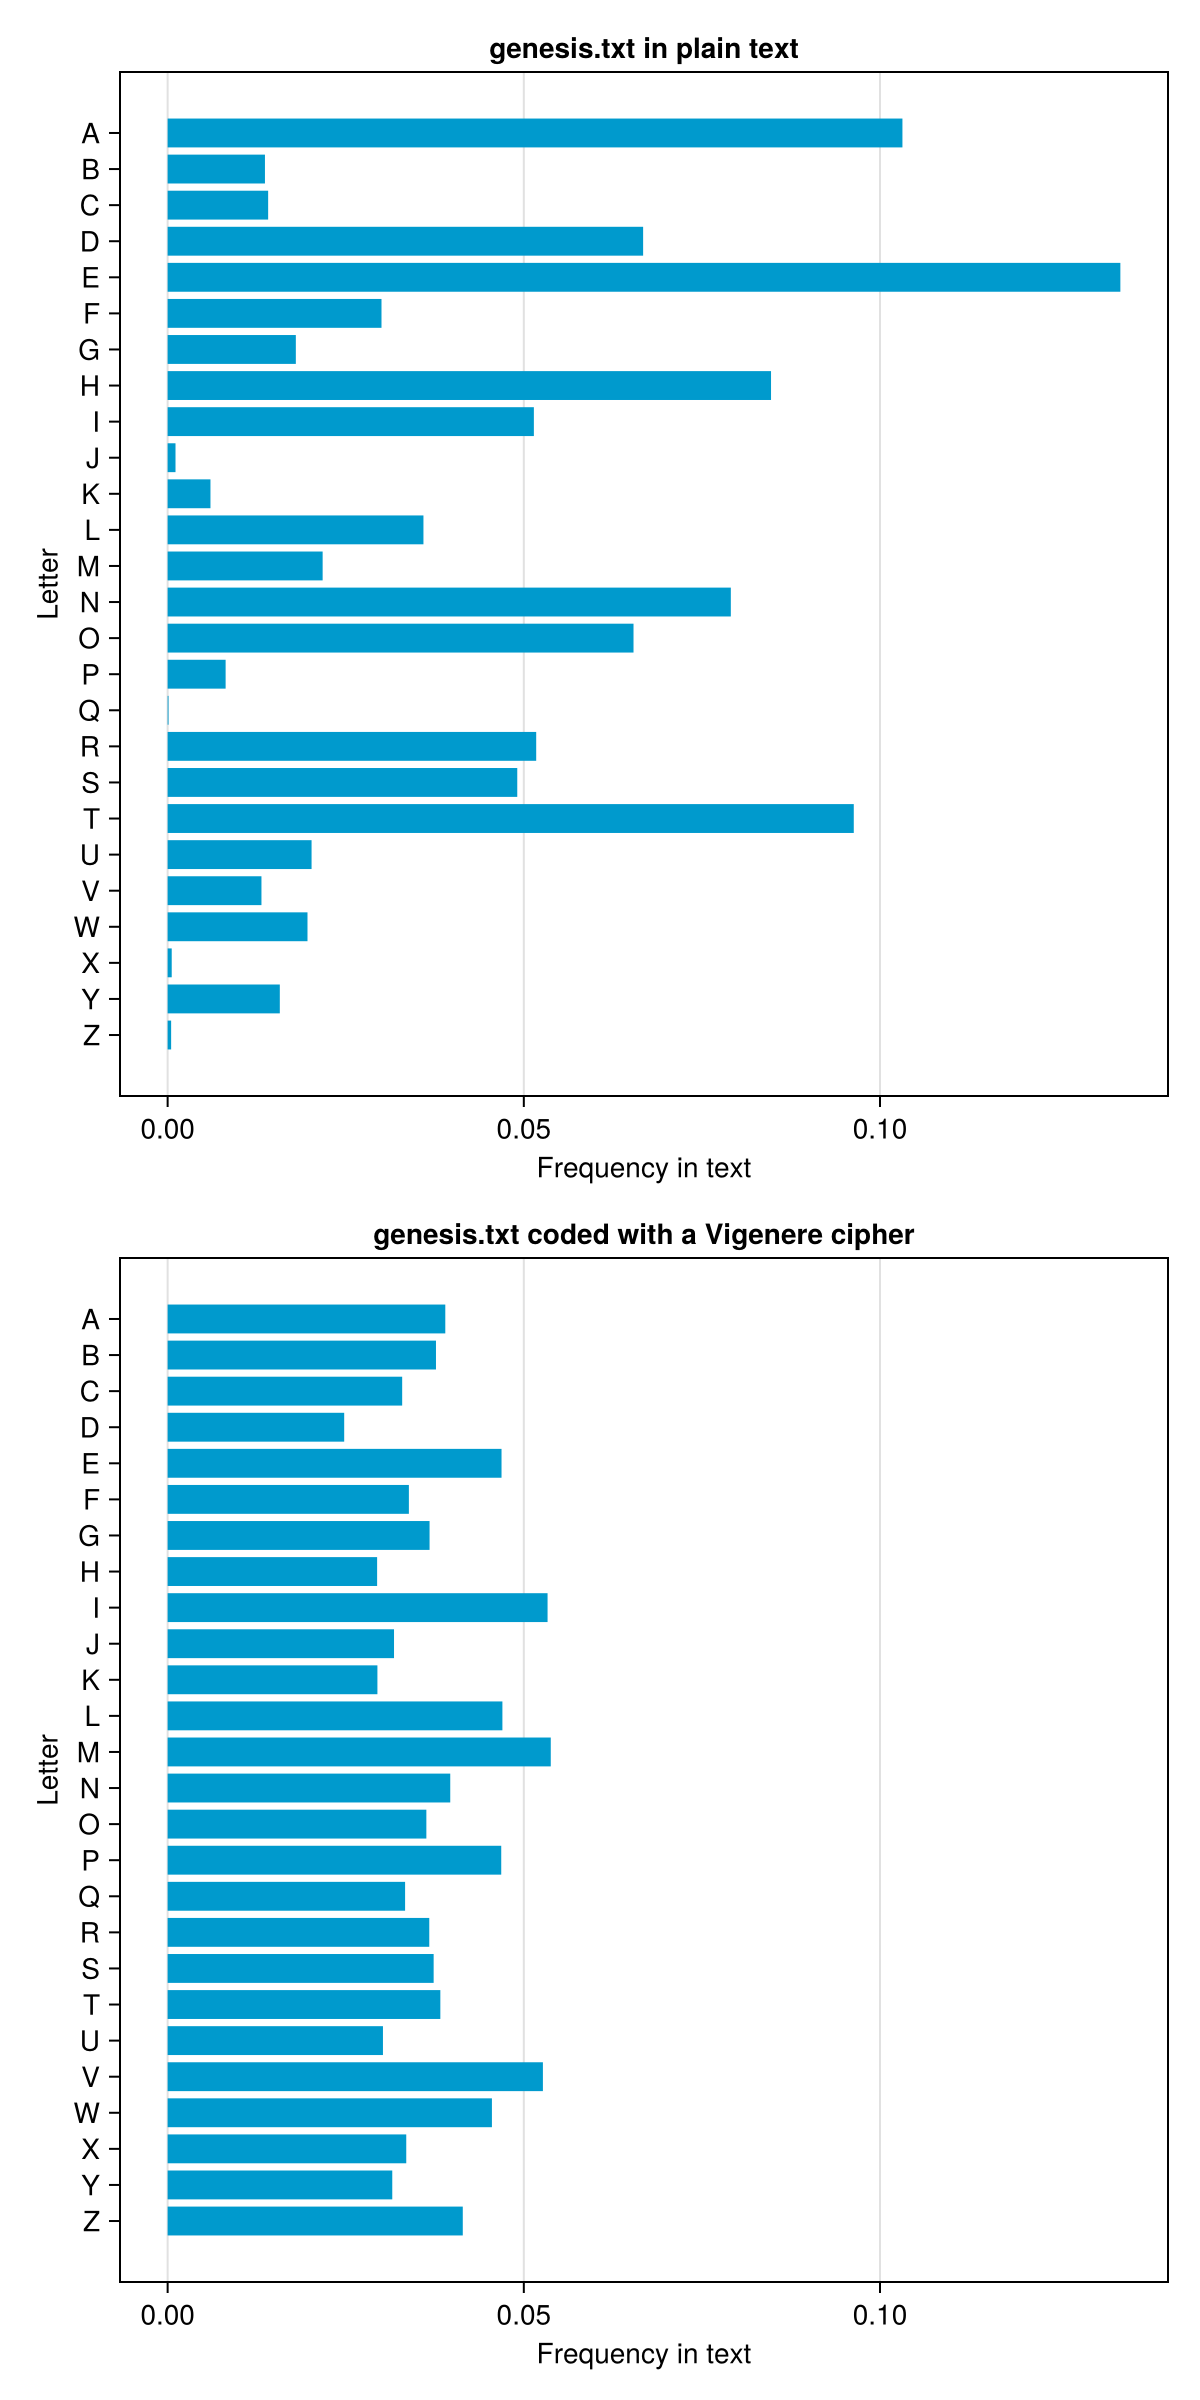 genesis.txt in plain text
Letter
A
B
C
D
E
F
G
H
I
J
K
L
M
N
O
P
Q
R
S
T
U
V
W
X
Y
Z
0.00 0.05 0.10
Frequency in text
genesis.txt coded with a Vigenere cipher
Letter
A
B
C
D
E
F
G
H
I
J
K
L
M
N
O
P
Q
R
S
T
U
V
W
X
Y
Z
0.00 0.05 0.10
Frequency in text